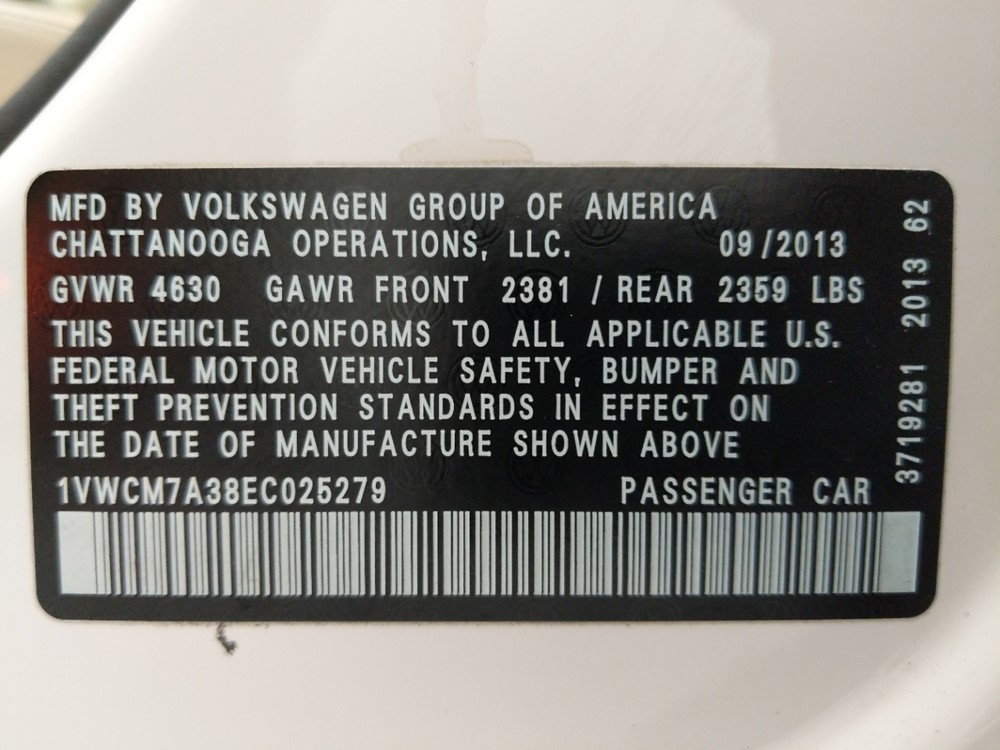 MFD BY VOLKSWAGEN GROUP OF AMERICA
CHATTANOOGA OPERATIONS, LLC. 09/2013
GVWR 4630 GAWR FRONT 2381 / REAR 2359 LBS
THIS VEHICLE CONFORMS TO ALL APPLICABLE U.S.
FEDERAL MOTOR VEHICLE SAFETY, BUMPER AND
THEFT PREVENTION STANDARDS IN EFFECT ON
THE DATE OF MANUFACTURE SHOWN ABOVE
1VWCM7A38EC025279 PASSENGER CAR
3719281 2013 62